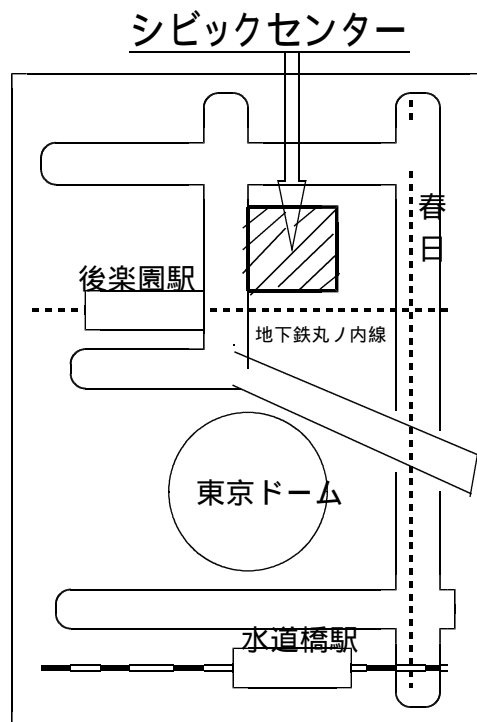 シビックセンター
春日
後楽園駅
地下鉄丸ノ内線
東京ドーム
水道橋駅